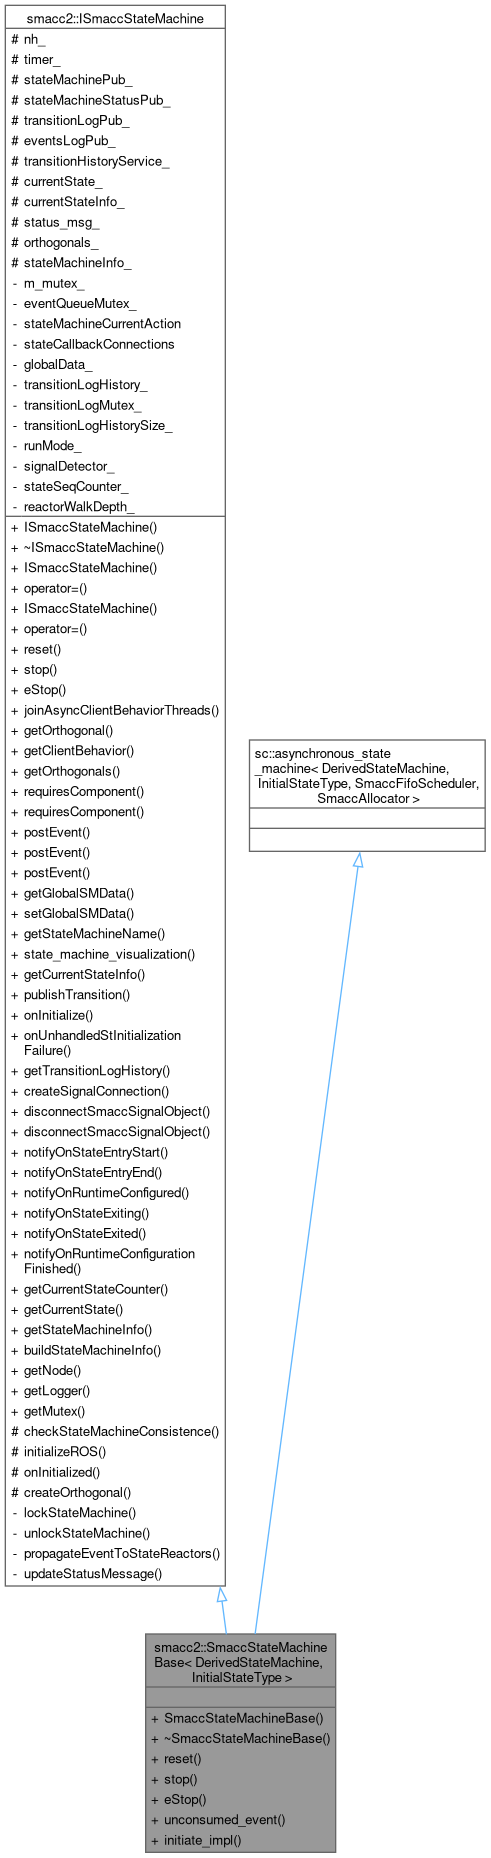 smacc2::ISmaccStateMachine
# nh_
# timer_
# stateMachinePub_
# stateMachineStatusPub_
# transitionLogPub_
# eventsLogPub_
# transitionHistoryService_
# currentState_
# currentStateInfo_
# status_msg_
# orthogonals_
# stateMachineInfo_
- m_mutex_
- eventQueueMutex_
- stateMachineCurrentAction
- stateCallbackConnections
- globalData_
- transitionLogHistory_
- transitionLogMutex_
- transitionLogHistorySize_
- runMode_
- signalDetector_
- stateSeqCounter_
- reactorWalkDepth_
+ ISmaccStateMachine()
+ ~ISmaccStateMachine()
+ ISmaccStateMachine()
+ operator=()
+ ISmaccStateMachine()
+ operator=()
+ reset()
+ stop()
+ eStop()
+ joinAsyncClientBehaviorThreads()
+ getOrthogonal()
+ getClientBehavior()
+ getOrthogonals()
+ requiresComponent()
+ requiresComponent()
+ postEvent()
+ postEvent()
+ postEvent()
+ getGlobalSMData()
+ setGlobalSMData()
+ getStateMachineName()
+ state_machine_visualization()
+ getCurrentStateInfo()
+ publishTransition()
+ onInitialize()
+ onUnhandledStInitialization
Failure()
+ getTransitionLogHistory()
+ createSignalConnection()
+ disconnectSmaccSignalObject()
+ disconnectSmaccSignalObject()
+ notifyOnStateEntryStart()
+ notifyOnStateEntryEnd()
+ notifyOnRuntimeConfigured()
+ notifyOnStateExiting()
+ notifyOnStateExited()
+ notifyOnRuntimeConfiguration
Finished()
+ getCurrentStateCounter()
+ getCurrentState()
+ getStateMachineInfo()
+ buildStateMachineInfo()
+ getNode()
+ getLogger()
+ getMutex()
# checkStateMachineConsistence()
# initializeROS()
# onInitialized()
# createOrthogonal()
- lockStateMachine()
- unlockStateMachine()
- propagateEventToStateReactors()
- updateStatusMessage()
sc::asynchronous_state
_machine< DerivedStateMachine,
InitialStateType, SmaccFifoScheduler,
SmaccAllocator >
smacc2::SmaccStateMachine
Base< DerivedStateMachine,
InitialStateType >
+ SmaccStateMachineBase()
+ ~SmaccStateMachineBase()
+ reset()
+ stop()
+ eStop()
+ unconsumed_event()
+ initiate_impl()